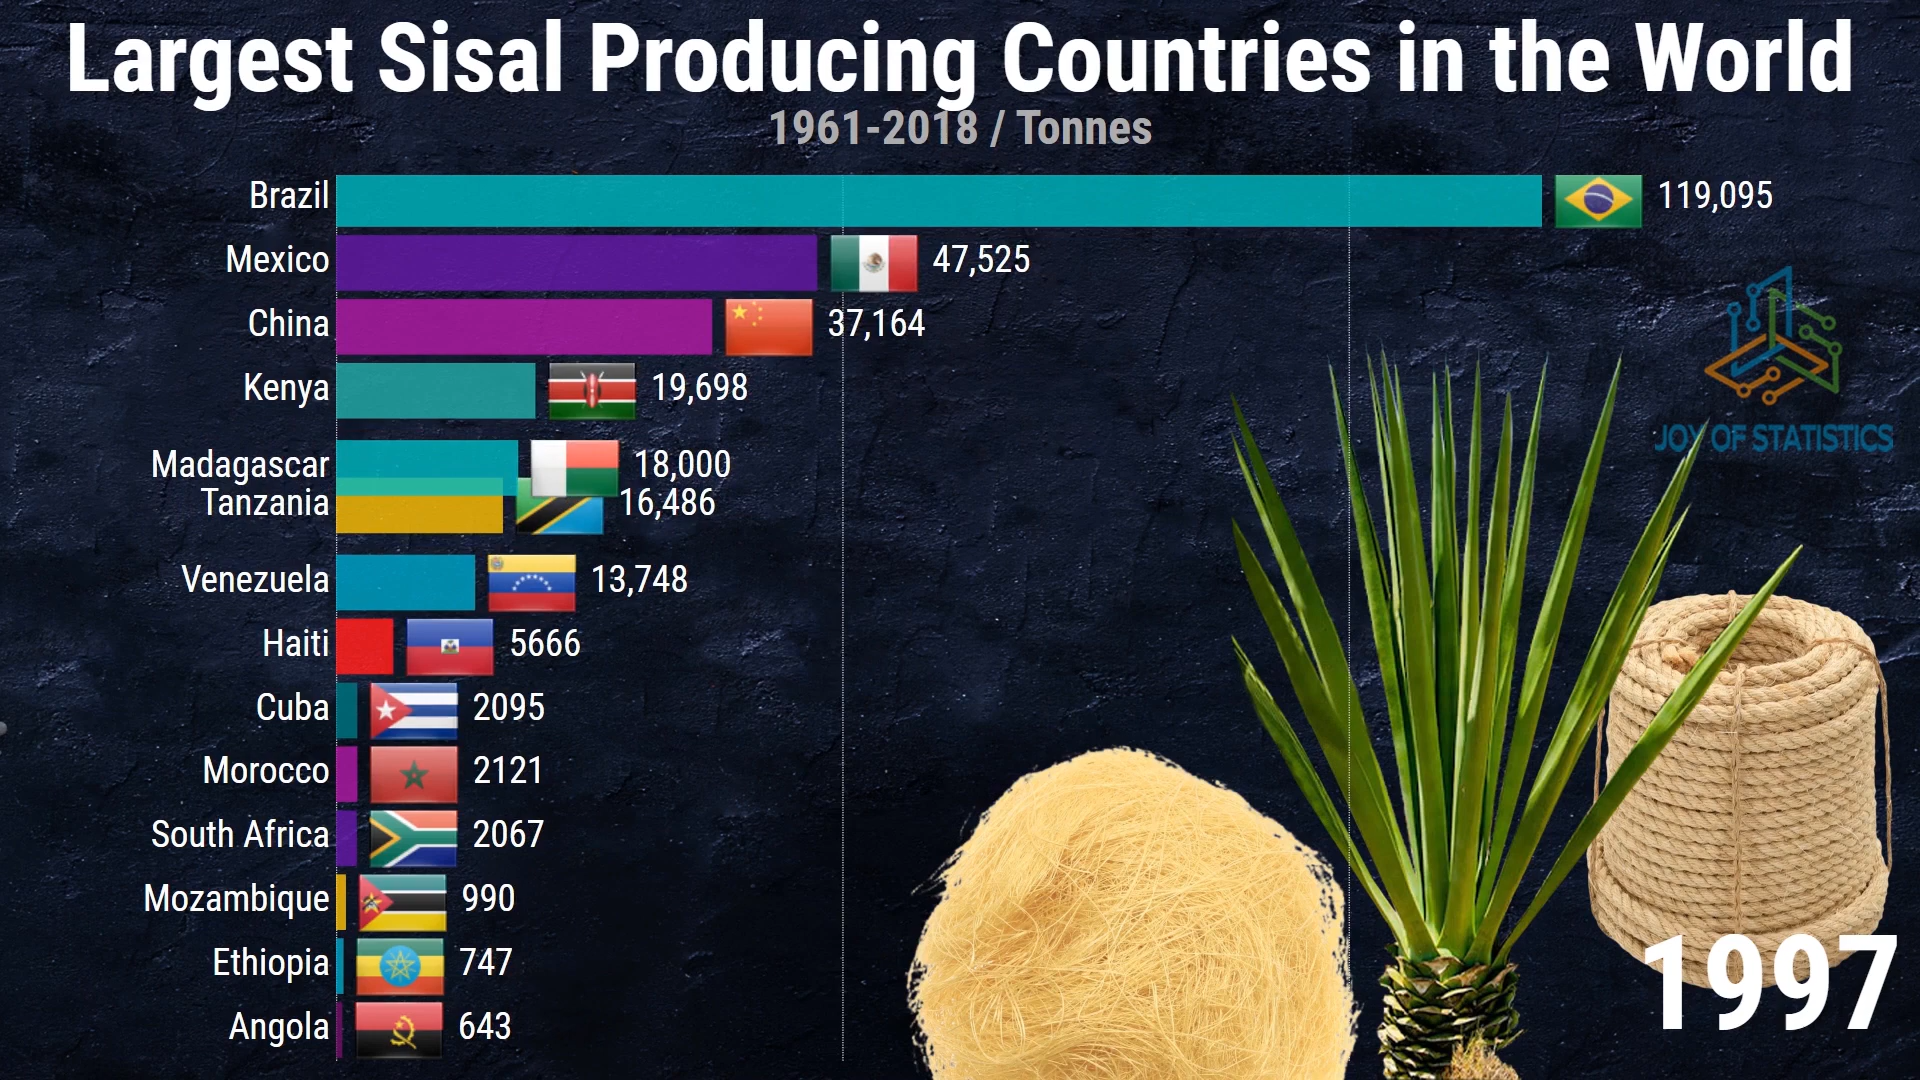 Largest Sisal Producing Countries in the World
1961-2018 / Tonnes
Brazil 119,095
Mexico 47,525
China 37,164
Kenya 19,698
Madagascar 18,000
Tanzania 16,486
Venezuela 13,748
Haiti 5666
Cuba 2095
Morocco 2121
South Africa 2067
Mozambique 990
Ethiopia 747
Angola 643
JOY OF STATISTICS
1997